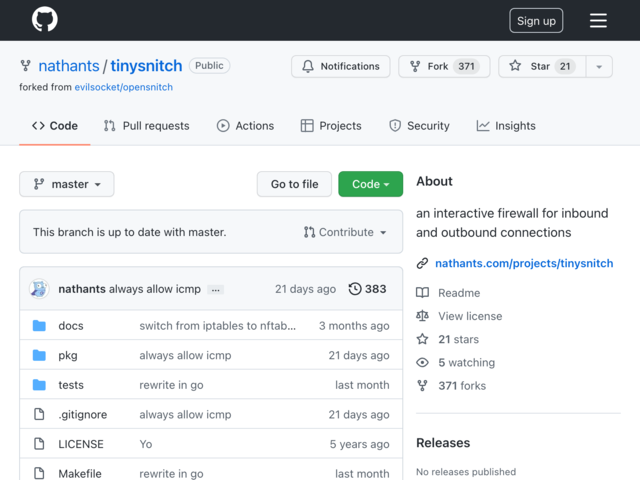 Sign up
nathants / tinysnitch Public
Notifications Fork 371 Star 21
forked from evilsocket/opensnitch
Code Pull requests Actions Projects Security Insights
master Go to file Code
This branch is up to date with master. Contribute
nathants always allow icmp ... 21 days ago 383
docs switch from iptables to nftab... 3 months ago
pkg always allow icmp 21 days ago
tests rewrite in go last month
.gitignore always allow icmp 21 days ago
LICENSE Yo 5 years ago
Makefile rewrite in go last month
About
an interactive firewall for inbound
and outbound connections
nathants.com/projects/tinysnitch
Readme
View license
21 stars
5 watching
371 forks
Releases
No releases published